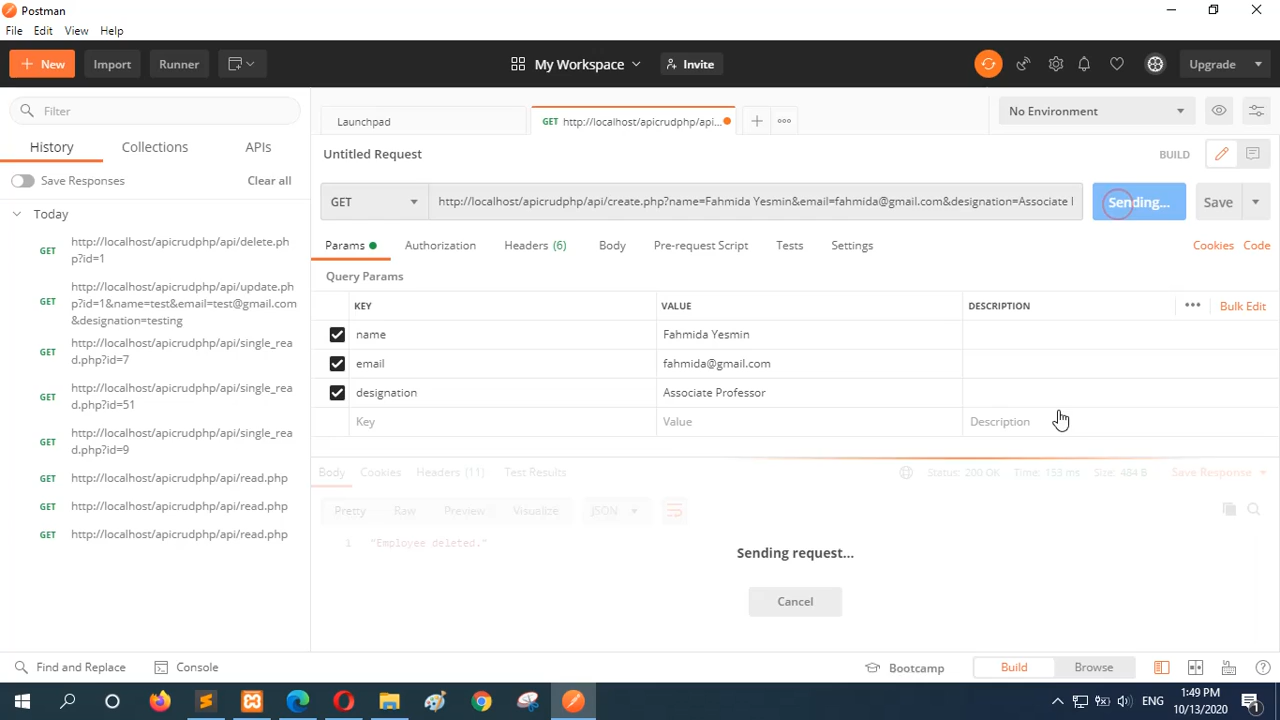 Postman
File Edit View Help
New Import Runner My Workspace Invite Upgrade
Filter
History Collections APIs
Save Responses Clear all
Today
GET http://localhost/apicrudphp/api/delete.ph
p?id=1
GET http://localhost/apicrudphp/api/update.ph
p?id=1&name=test&email=test@gmail.com
&designation=testing
GET http://localhost/apicrudphp/api/single_rea
d.php?id=7
GET http://localhost/apicrudphp/api/single_rea
d.php?id=51
GET http://localhost/apicrudphp/api/single_rea
d.php?id=9
GET http://localhost/apicrudphp/api/read.php
GET http://localhost/apicrudphp/api/read.php
GET http://localhost/apicrudphp/api/read.php
Launchpad GET http://localhost/apicrudphp/api... No Environment
Untitled Request BUILD
GET http://localhost/apicrudphp/api/create.php?name=Fahmida Yesmin&email=fahmida@gmail.com&designation=Associate Sending... Save
Params Authorization Headers (6) Body Pre-request Script Tests Settings Cookies Code
Query Params
KEY VALUE DESCRIPTION Bulk Edit
name Fahmida Yesmin
email fahmida@gmail.com
designation Associate Professor
Key Value Description
Body Cookies Headers (11) Test Results Status: 200 OK Time: 153 ms Size: 484 B Save Response
Pretty Raw Preview Visualize JSON
1 "Employee deleted."
Sending request...
Cancel
Find and Replace Console Bootcamp Build Browse
ENG 1:49 PM
10/13/2020